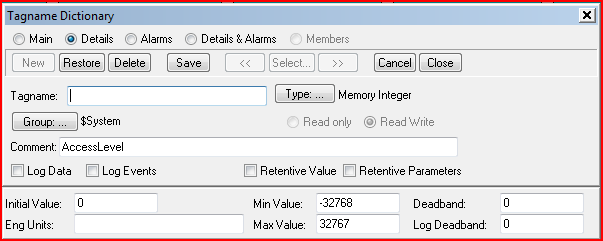 Tagname Dictionary
Main Details Alarms Details & Alarms Members
New Restore Delete Save << Select... >> Cancel Close
Tagname: Type: ... Memory Integer
Group: ... $System Read only Read Write
Comment: AccessLevel
Log Data Log Events Retentive Value Retentive Parameters
Initial Value: 0 Min Value: -32768 Deadband: 0
Eng Units: Max Value: 32767 Log Deadband: 0